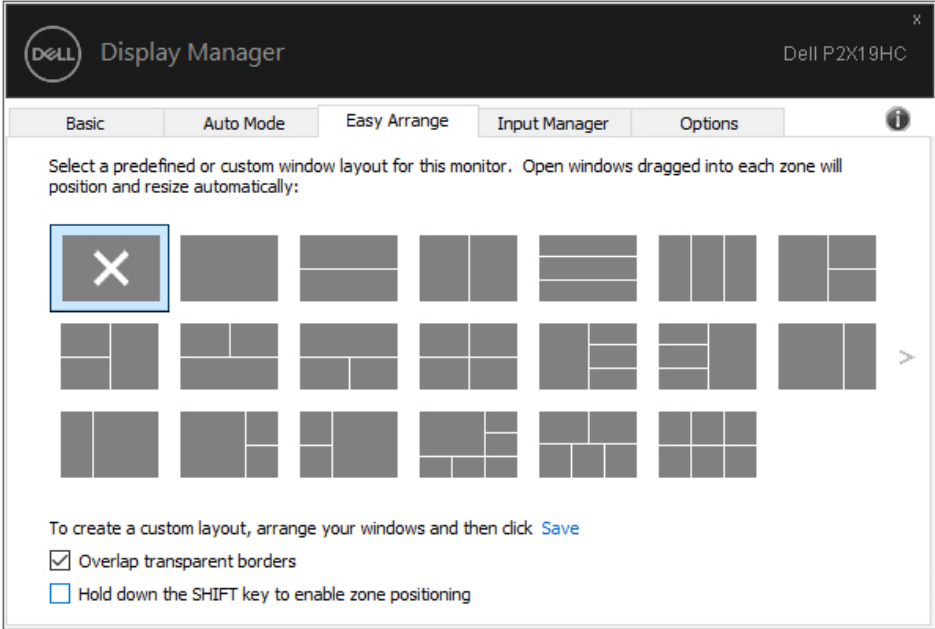 x
DELL
Display Manager
Dell P2X19HC
Basic
Auto Mode
Easy Arrange
Input Manager
Options
Select a predefined or custom window layout for this monitor. Open windows dragged into each zone will
position and resize automatically:
>
To create a custom layout, arrange your windows and then click Save
Overlap transparent borders
Hold down the SHIFT key to enable zone positioning